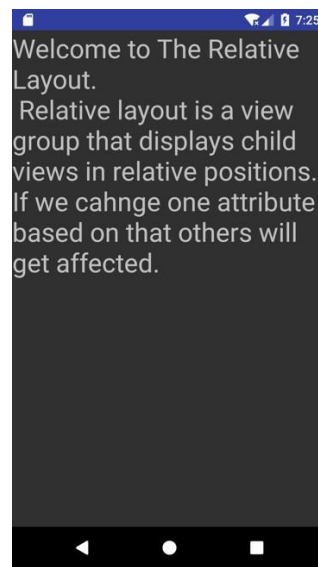 7:25
Welcome to The Relative
Layout.
Relative layout is a view
group that displays child
views in relative positions.
If we cahnge one attribute
based on that others will
get affected.